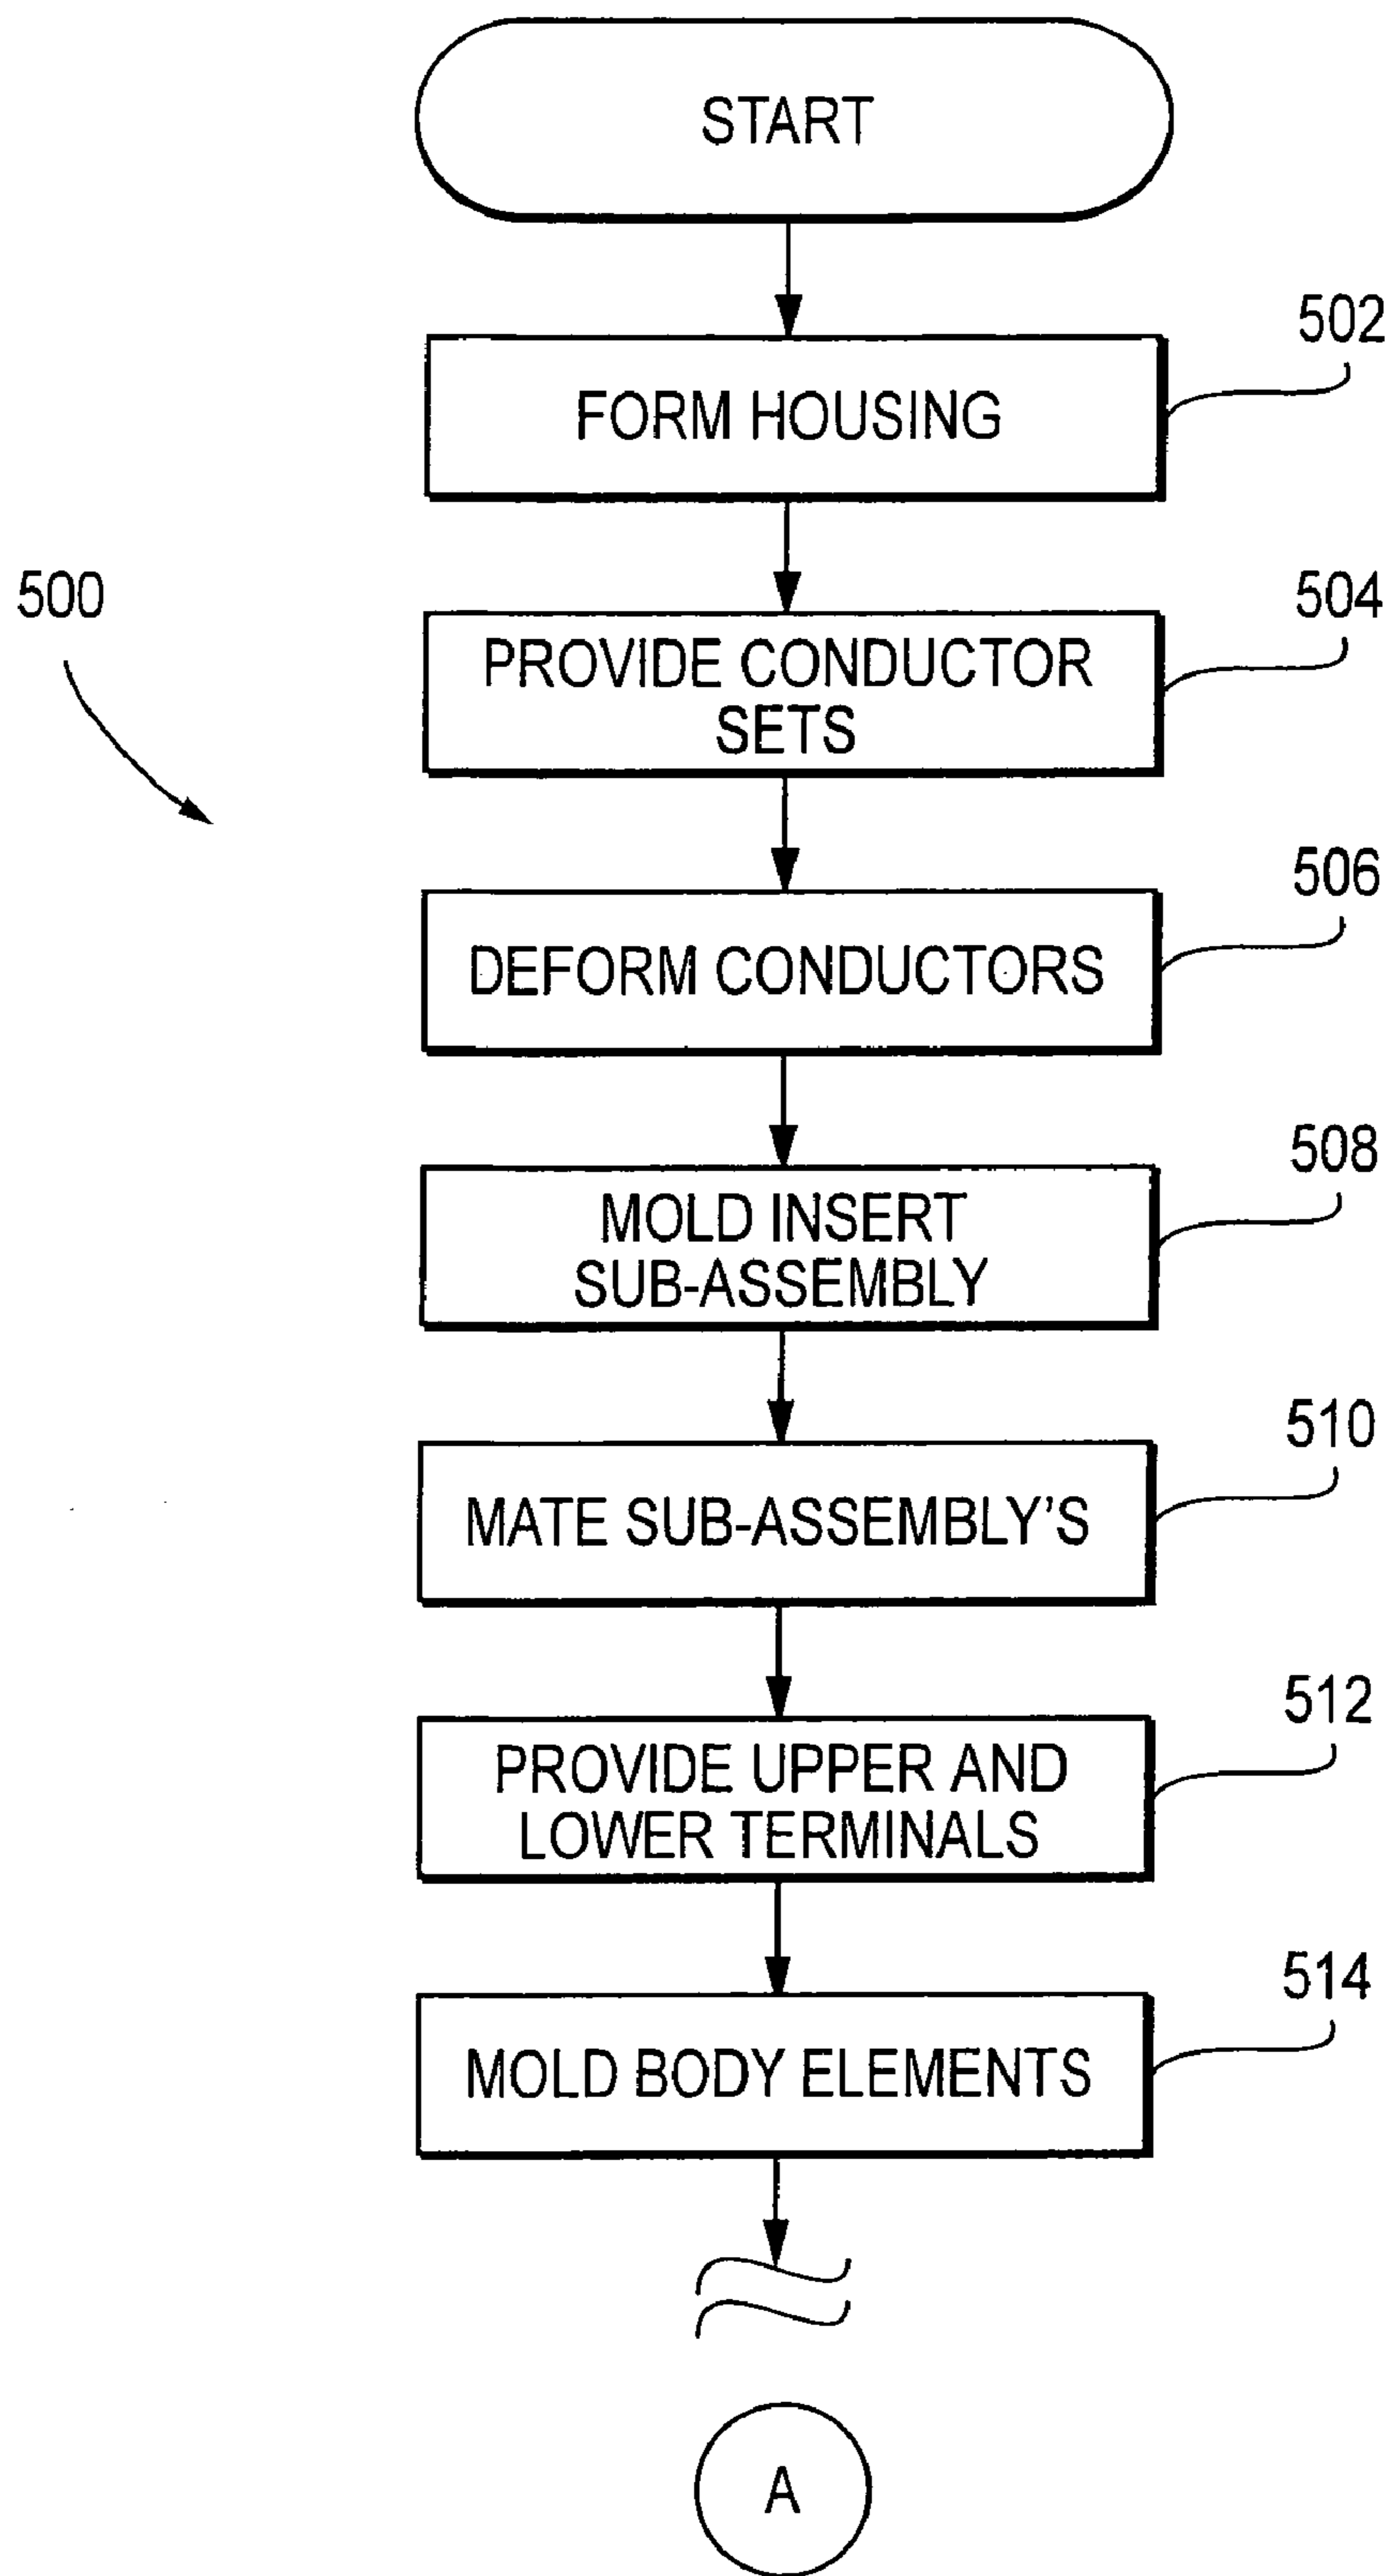 START
502
FORM HOUSING
500
504
PROVIDE CONDUCTOR
SETS
506
DEFORM CONDUCTORS
508
MOLD INSERT
SUB-ASSEMBLY
510
MATE SUB-ASSEMBLY'S
512
PROVIDE UPPER AND
LOWER TERMINALS
514
MOLD BODY ELEMENTS
A